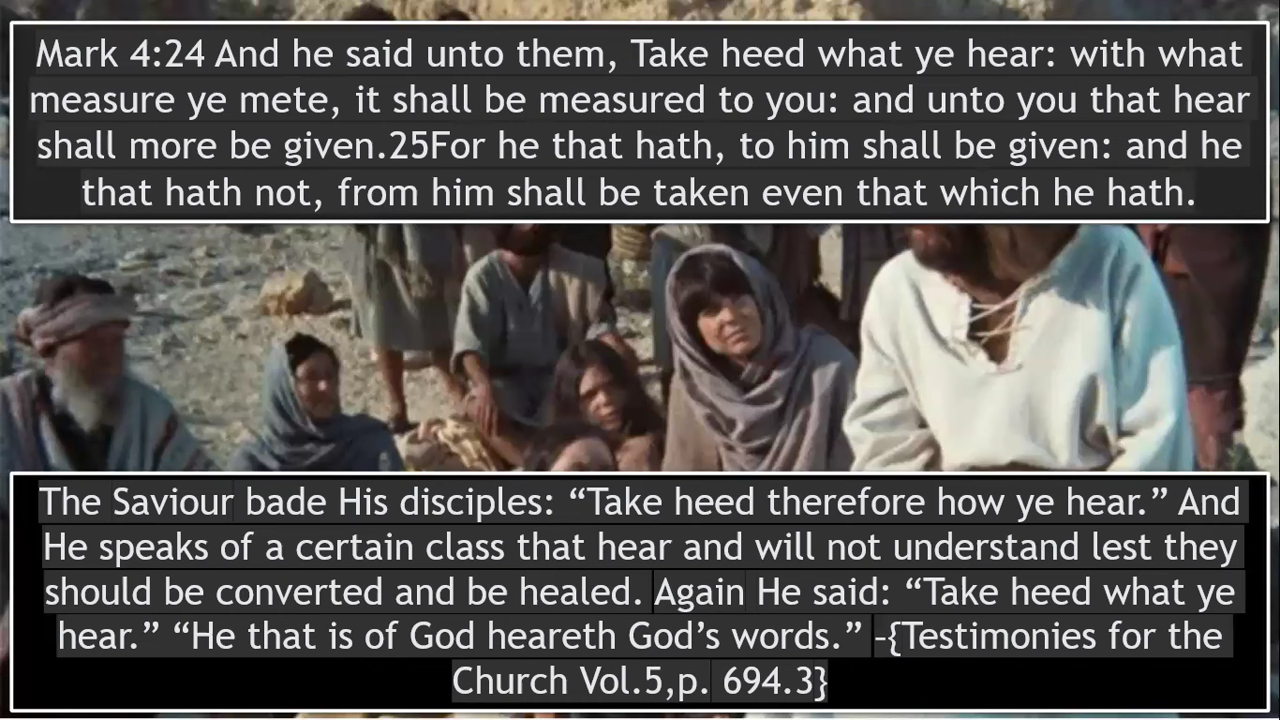 Mark 4:24 And he said unto them, Take heed what ye hear: with what
measure ye mete, it shall be measured to you: and unto you that hear
shall more be given.25For he that hath, to him shall be given: and he
that hath not, from him shall be taken even that which he hath.
The Saviour bade His disciples: “Take heed therefore how ye hear.” And
He speaks of a certain class that hear and will not understand lest they
should be converted and be healed. Again He said: “Take heed what ye
hear.” “He that is of God heareth God’s words.” -{Testimonies for the
Church Vol.5,p. 694.3}